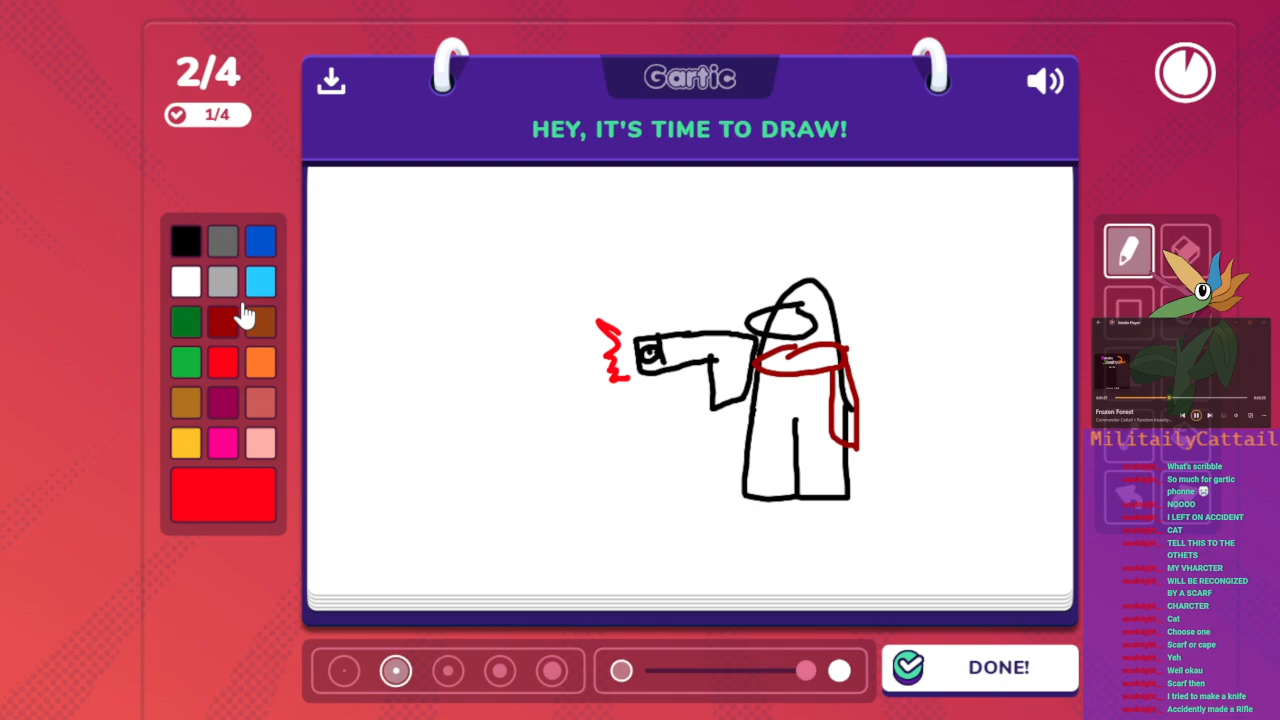 2/4
1/4
Gartic
HEY, IT'S TIME TO DRAW!
Frozen Forest
MilitailyCattail
What's scribble
So much for gartic
phonne
NOOOO
I LEFT ON ACCIDENT
CAT
TELL THIS TO THE
OTHETS
MY VHARCTER
WILL BE RECONGIZED
BY A SCARF
CHARCTER
Cat
Choose one
Scarf or cape
Yeh
Well okau
Scarf then
I tried to make a knife
Accidently made a Rifle
DONE!